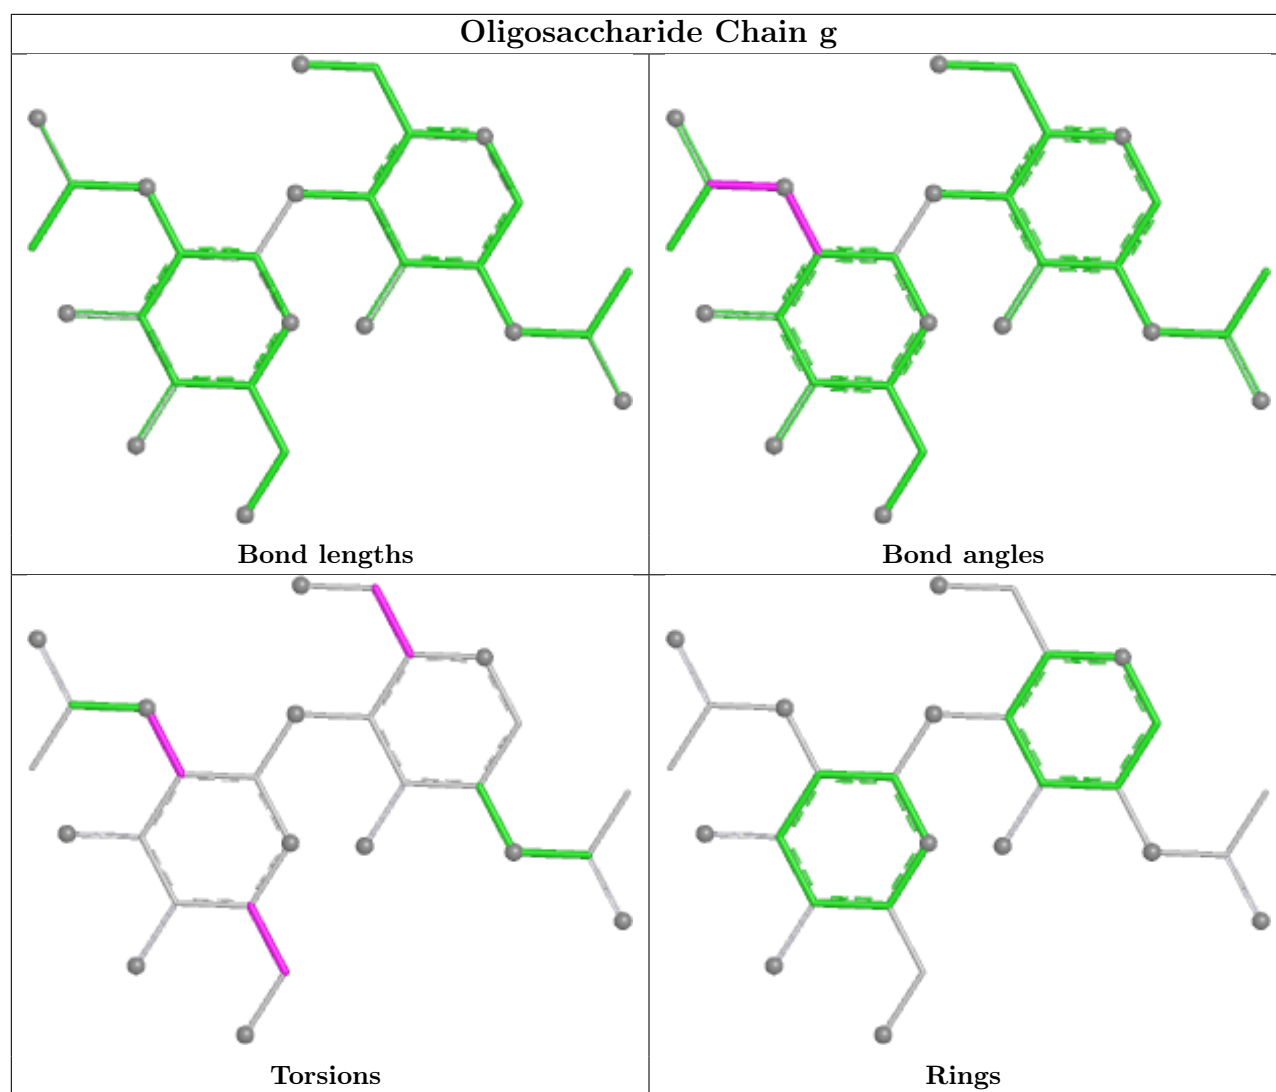 Oligosaccharide Chain g
Bond lengths
Bond angles
Torsions
Rings